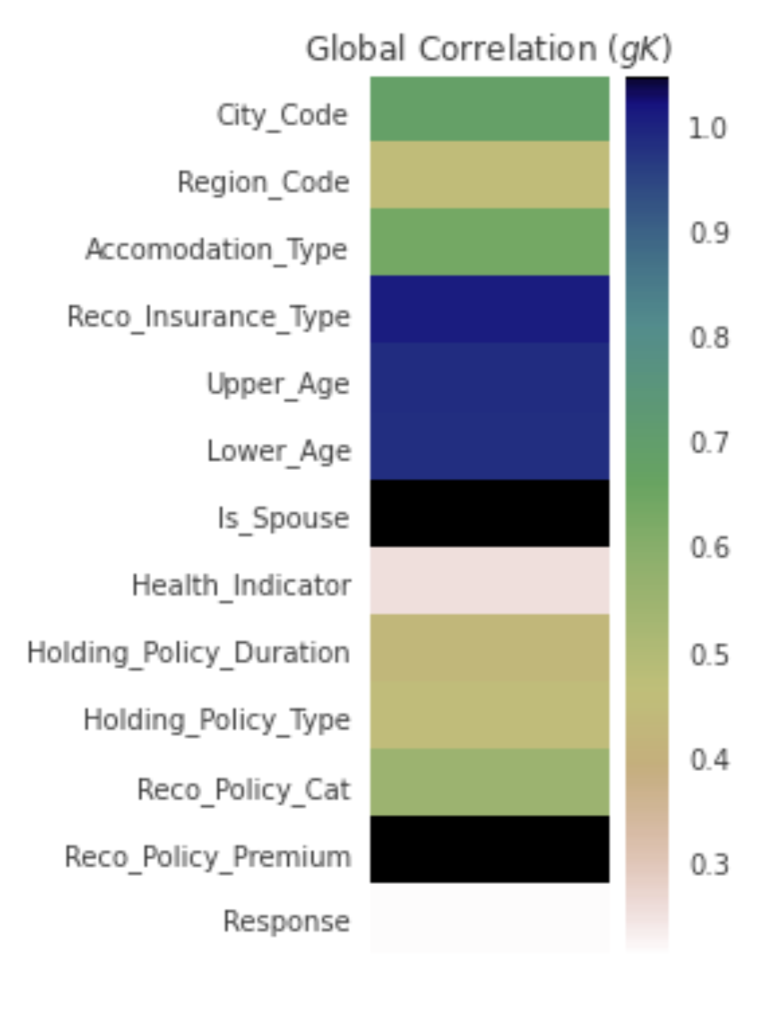 Global Correlation (gK)
City_Code
Region_Code
Accomodation_Type
Reco_Insurance_Type
Upper_Age
Lower_Age
Is_Spouse
Health_Indicator
Holding_Policy_Duration
Holding_Policy_Type
Reco_Policy_Cat
Reco_Policy_Premium
Response
1.0
0.9
0.8
0.7
0.6
0.5
0.4
0.3